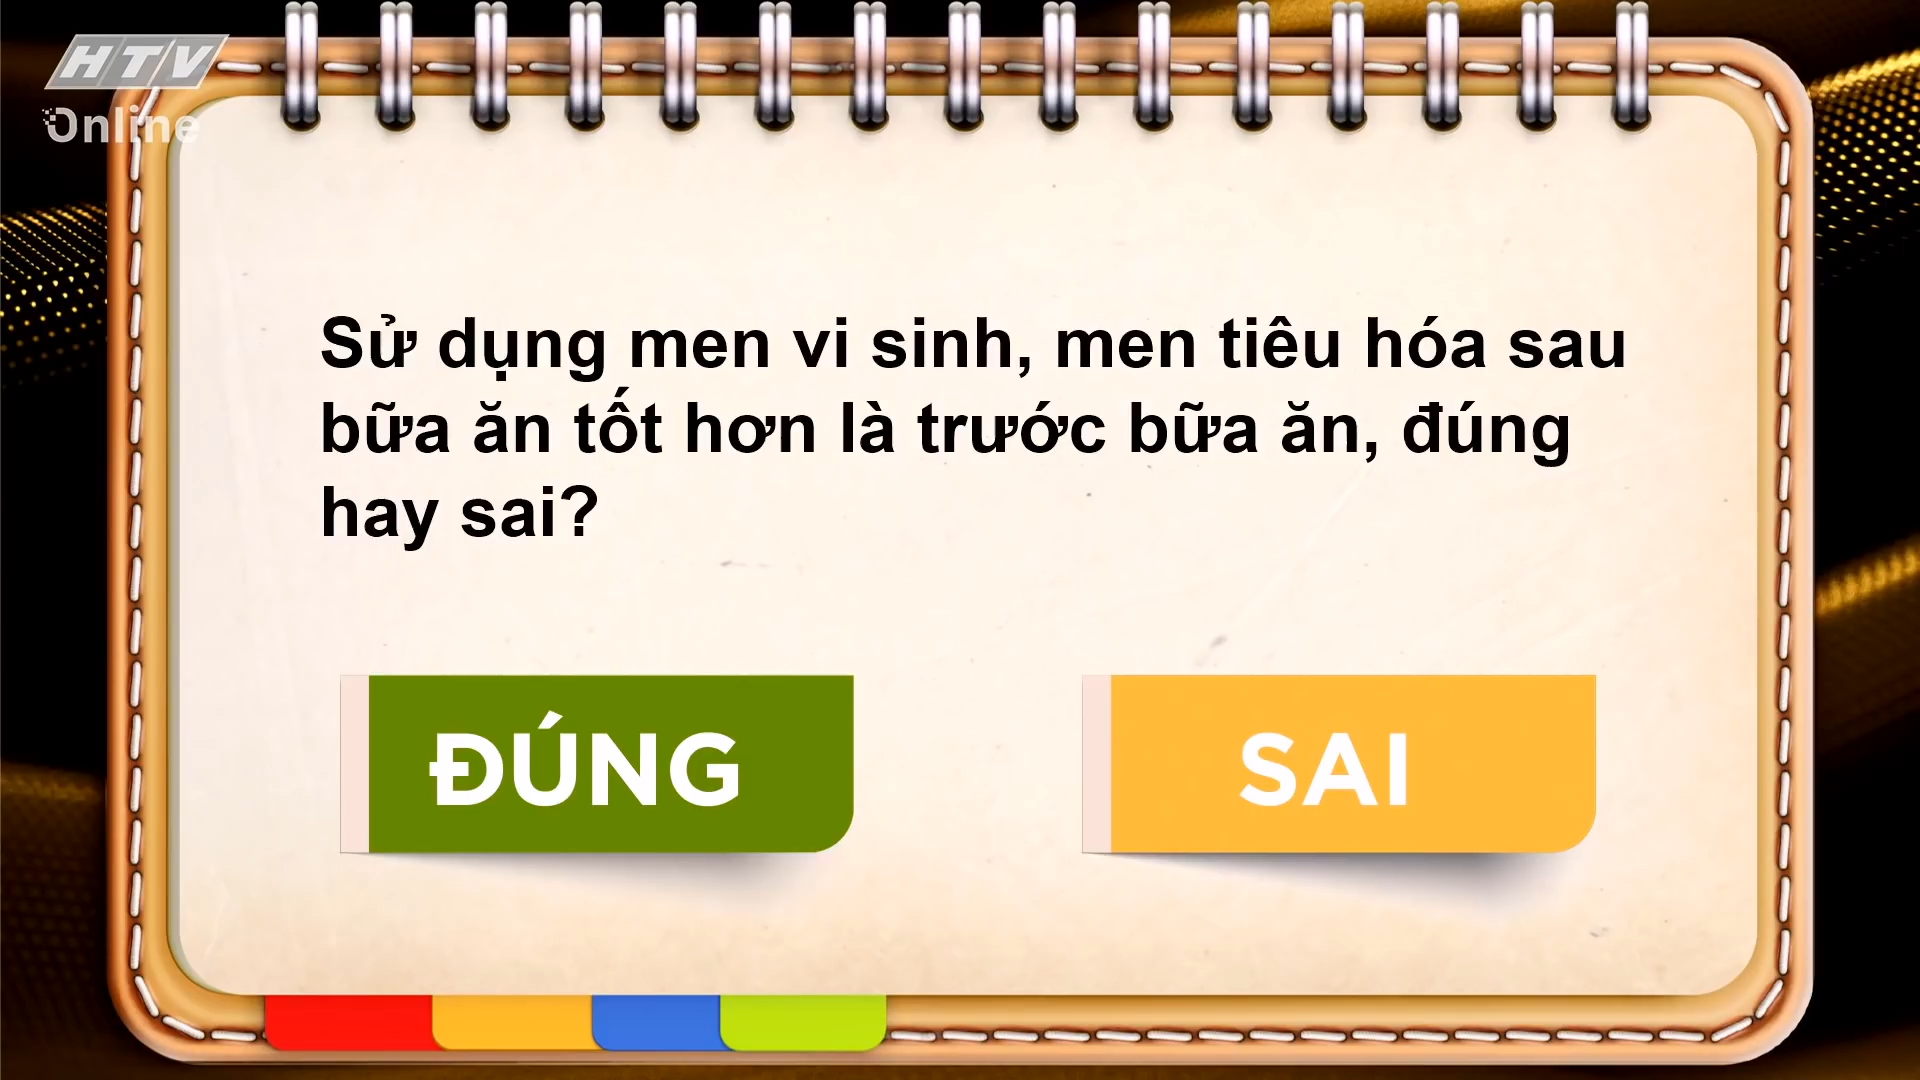 HTV
Online
Sử dụng men vi sinh, men tiêu hóa sau
bữa ăn tốt hơn là trước bữa ăn, đúng
hay sai?
ĐÚNG
SAI